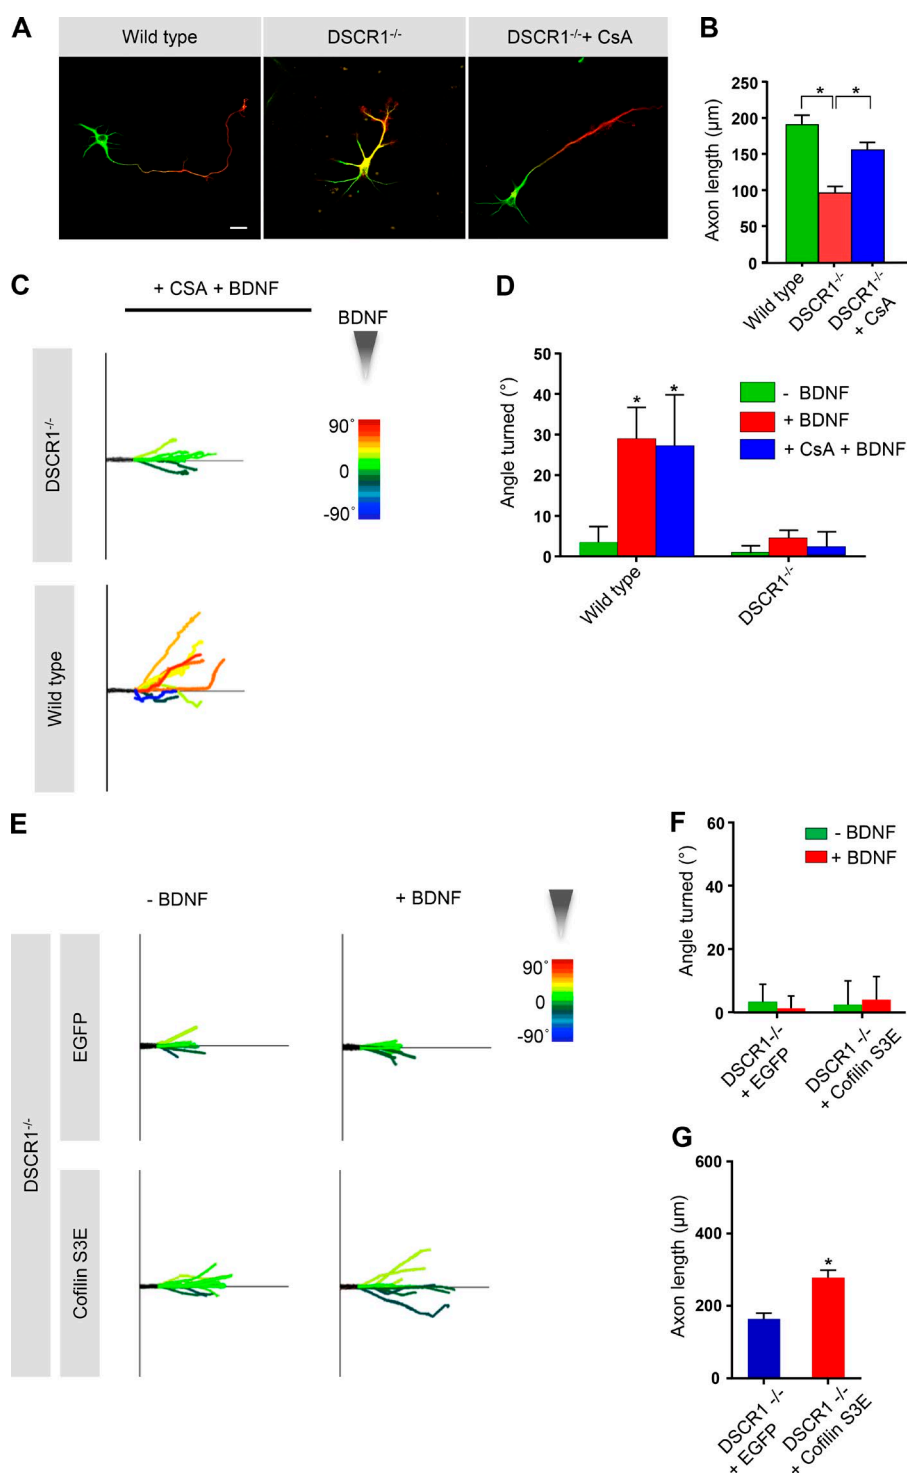 A
Wild type
DSCR1-/-
DSCR1-/-+ CsA
B
Axon length (µm)
250
200
150
100
50
0
Wild type
DSCR1-/-
DSCR1-/-
+ CsA
*
*
C
+ CSA + BDNF
BDNF
DSCR1-/-
90°
0
-90°
Wild type
D
Angle turned (°)
50
40
30
20
10
0
*
*
- BDNF
+ BDNF
+ CsA + BDNF
Wild type
DSCR1-/-
E
- BDNF
+ BDNF
90°
0
-90°
DSCR1-/-
EGFP
Cofilin S3E
F
Angle turned (°)
60
40
20
0
- BDNF
+ BDNF
DSCR1-/-
+ EGFP
DSCR1 -/-
+ Cofilin S3E
G
Axon length (µm)
600
400
200
0
*
DSCR1 -/-
+ EGFP
DSCR1 -/-
+ Cofilin S3E